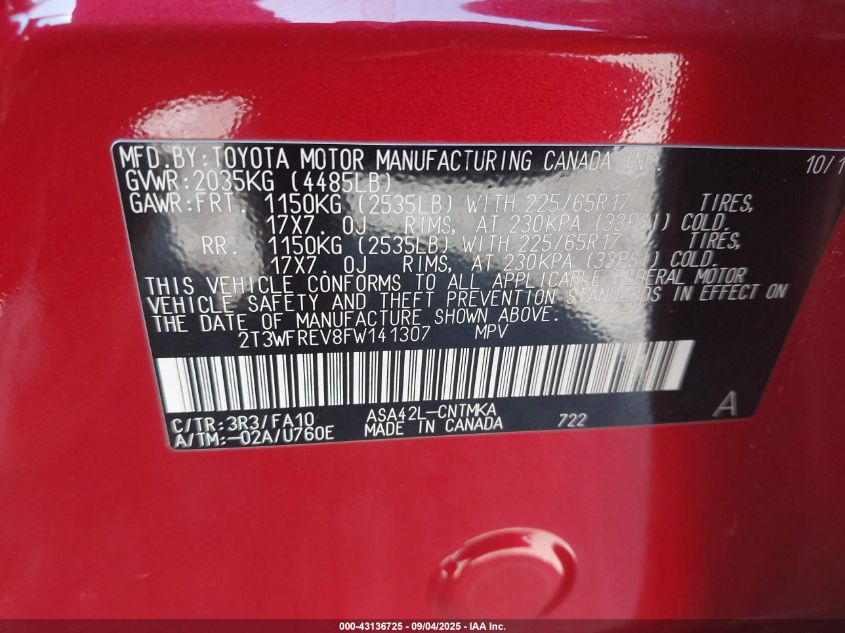 MFD.BY:TOYOTA MOTOR MANUFACTURING CANADA INC. 10/1
GVWR:2035KG (4485LB)
GAWR:FRT. 1150KG (2535LB) WITH 225/65R17 TIRES,
17X7. 0J RIMS, AT 230KPA (33PSI) COLD.
RR. 1150KG (2535LB) WITH 225/65R17 TIRES,
17X7. 0J RIMS, AT 230KPA (33PSI) COLD.
THIS VEHICLE CONFORMS TO ALL APPLICABLE FEDERAL MOTOR
VEHICLE SAFETY AND THEFT PREVENTION STANDARDS IN EFFECT ON
THE DATE OF MANUFACTURE SHOWN ABOVE.
2T3WFREV8FW141307 MPV
C/TR:3R3/FA10 ASA42L-CNTMKA A
A/TM:-02A/U760E MADE IN CANADA 722
000-43136725 - 09/04/2025 - IAA Inc.